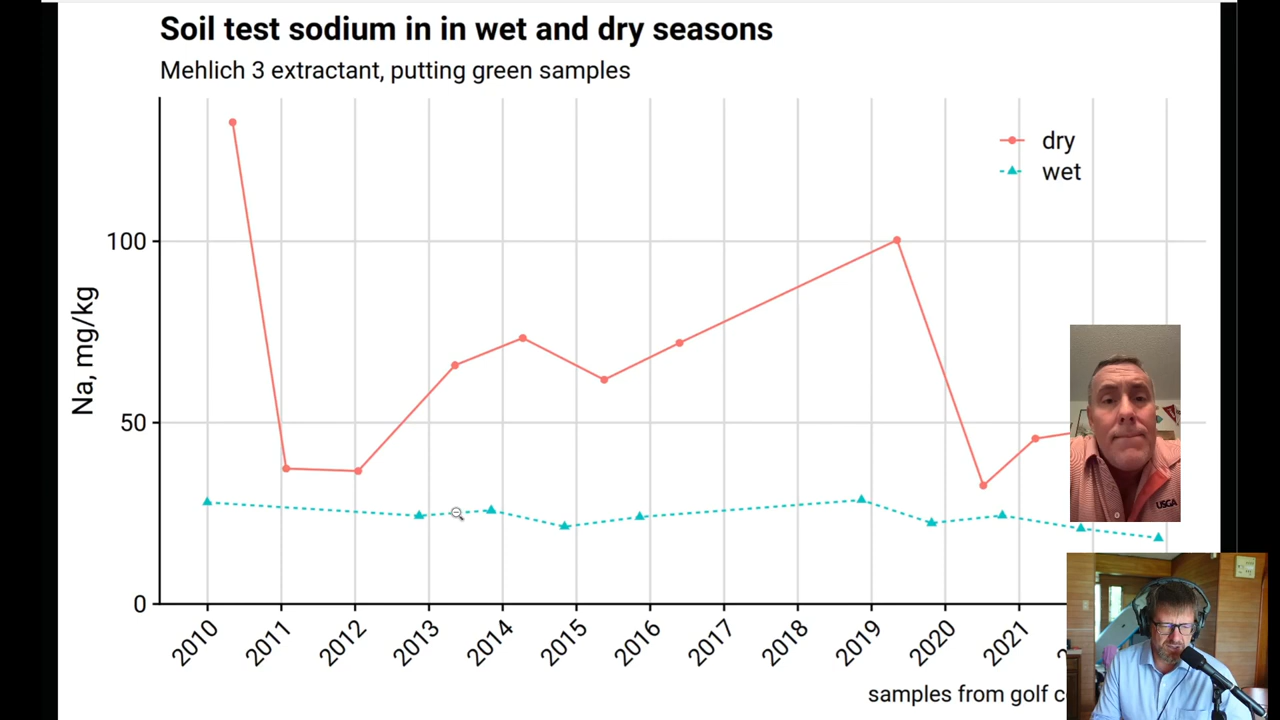 Soil test sodium in in wet and dry seasons
Mehlich 3 extractant, putting green samples
dry
wet
100
50
0
Na, mg/kg
2010
2011
2012
2013
2014
2015
2016
2017
2018
2019
2020
2021
samples from golf
USGA